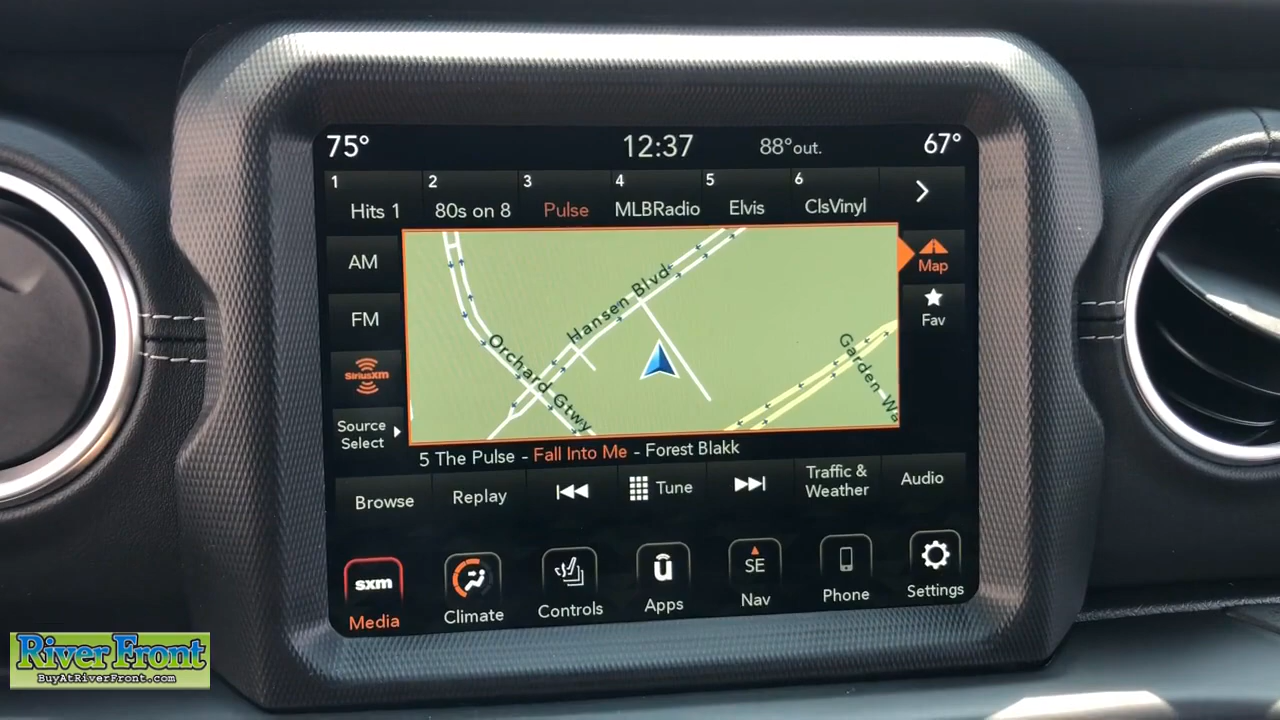 75° 12:37 88°out. 67°
1 2 3 4 5 6
Hits 1 80s on 8 Pulse MLBRadio Elvis ClsVinyl
AM
FM
SiriusXM
Source
Select
Hansen Blvd
Orchard Gtwy
Garden Wa
Map
Fav
5 The Pulse - Fall Into Me - Forest Blakk
Browse Replay Tune Traffic &
Weather Audio
sxm
Media
Climate
Controls
û
Apps
SE
Nav
Phone
Settings
River Front
BuyAtRiverFront.com